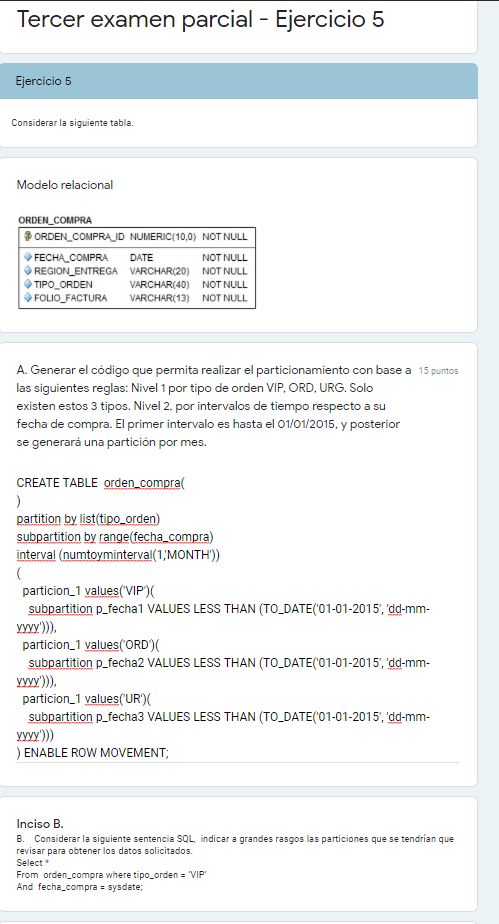 Tercer examen parcial - Ejercicio 5
Ejercicio 5
Considerar la siguiente tabla.
Modelo relacional
ORDEN_COMPRA
ORDEN_COMPRA_ID NUMERIC(10,0) NOT NULL
FECHA_COMPRA DATE NOT NULL
REGION_ENTREGA VARCHAR(20) NOT NULL
TIPO_ORDEN VARCHAR(40) NOT NULL
FOLIO_FACTURA VARCHAR(13) NOT NULL
A. Generar el código que permita realizar el particionamiento con base a 15 puntos
las siguientes reglas: Nivel 1 por tipo de orden VIP, ORD, URG. Solo
existen estos 3 tipos. Nivel 2, por intervalos de tiempo respecto a su
fecha de compra. El primer intervalo es hasta el 01/01/2015, y posterior
se generará una partición por mes.
CREATE TABLE orden_compra(
)
partition by list(tipo_orden)
subpartition by range(fecha_compra)
interval (numtoyminterval(1,'MONTH'))
(
particion_1 values('VIP')(
subpartition p_fecha1 VALUES LESS THAN (TO_DATE('01-01-2015', 'dd-mm-
yyyy'))),
particion_1 values('ORD')(
subpartition p_fecha2 VALUES LESS THAN (TO_DATE('01-01-2015', 'dd-mm-
yyyy'))),
particion_1 values('UR')(
subpartition p_fecha3 VALUES LESS THAN (TO_DATE('01-01-2015', 'dd-mm-
yyyy')))
) ENABLE ROW MOVEMENT;
Inciso B.
B. Considerar la siguiente sentencia SQL, indicar a grandes rasgos las particiones que se tendrían que
revisar para obtener los datos solicitados.
Select *
From orden_compra where tipo_orden = 'VIP'
And fecha_compra = sysdate;